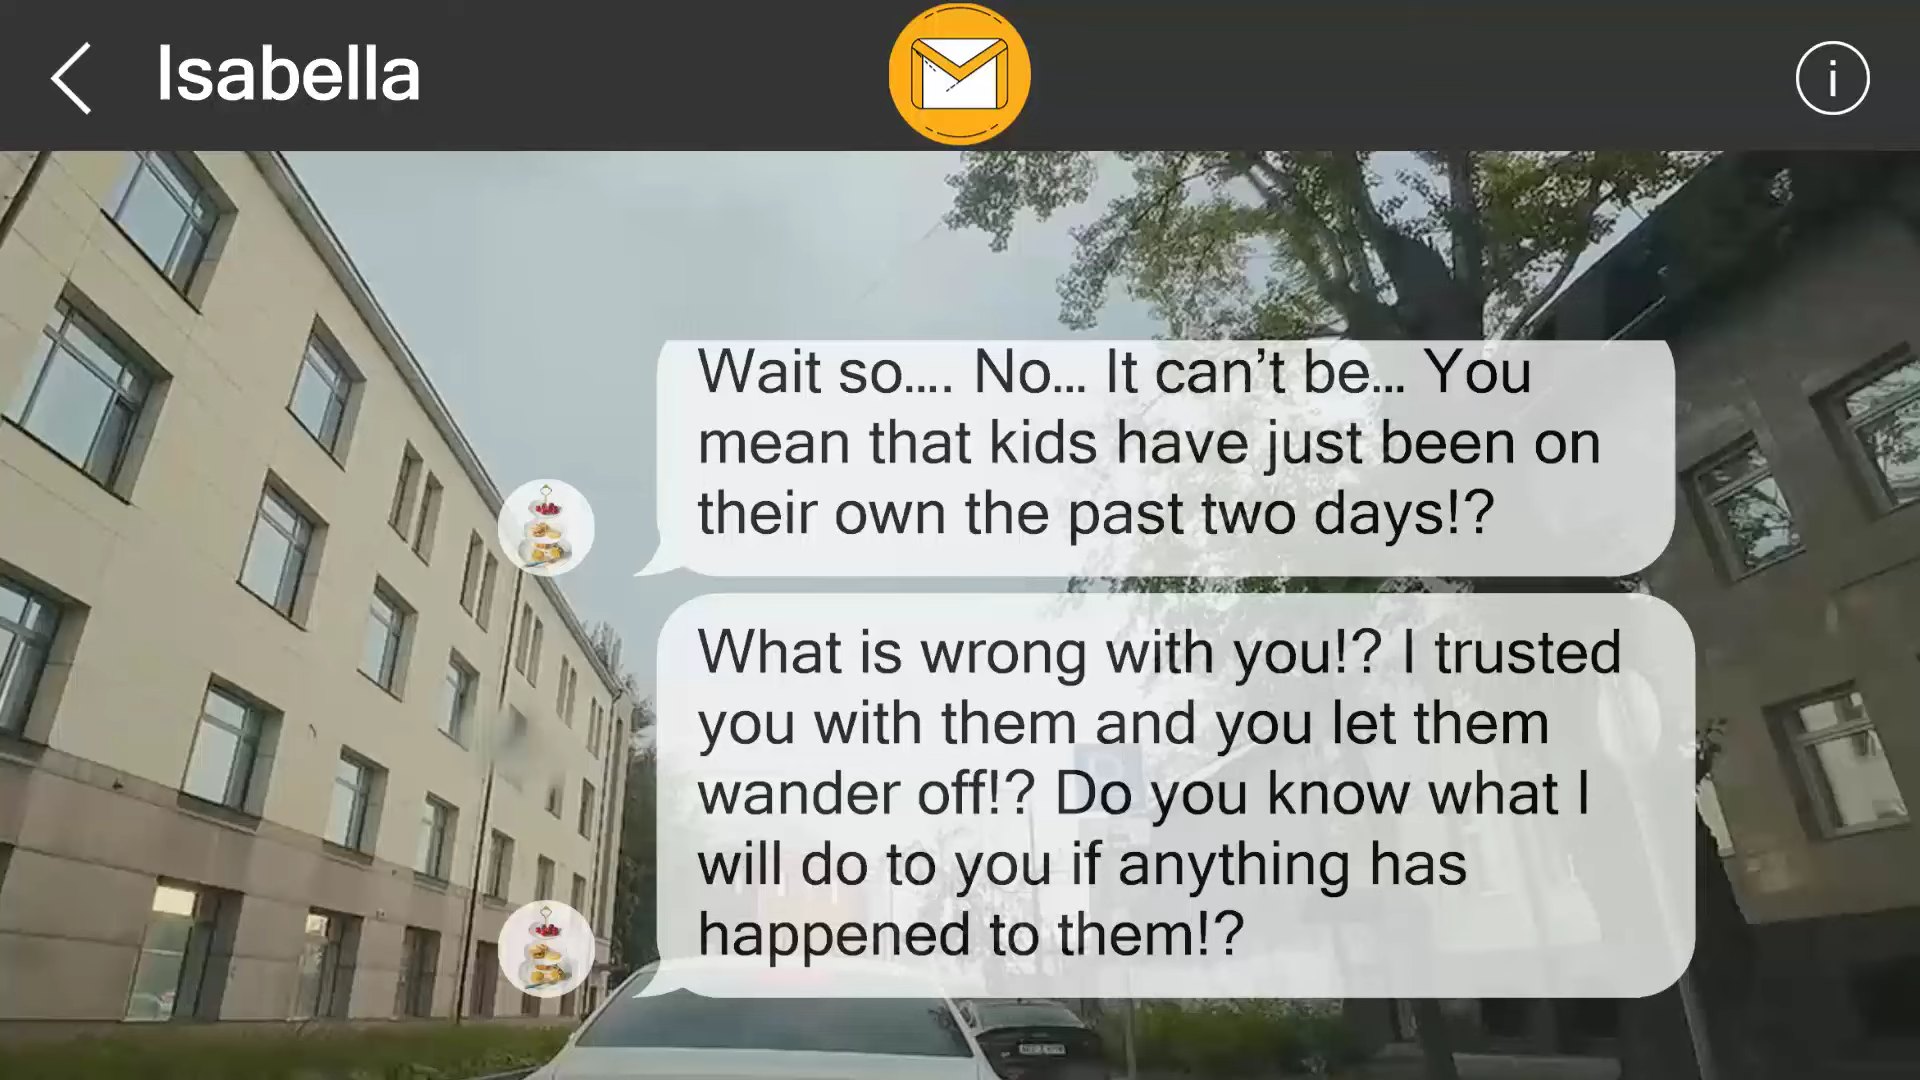 Isabella
i
Wait so.... No... It can’t be... You
mean that kids have just been on
their own the past two days!?
What is wrong with you!? I trusted
you with them and you let them
wander off!? Do you know what I
will do to you if anything has
happened to them!?